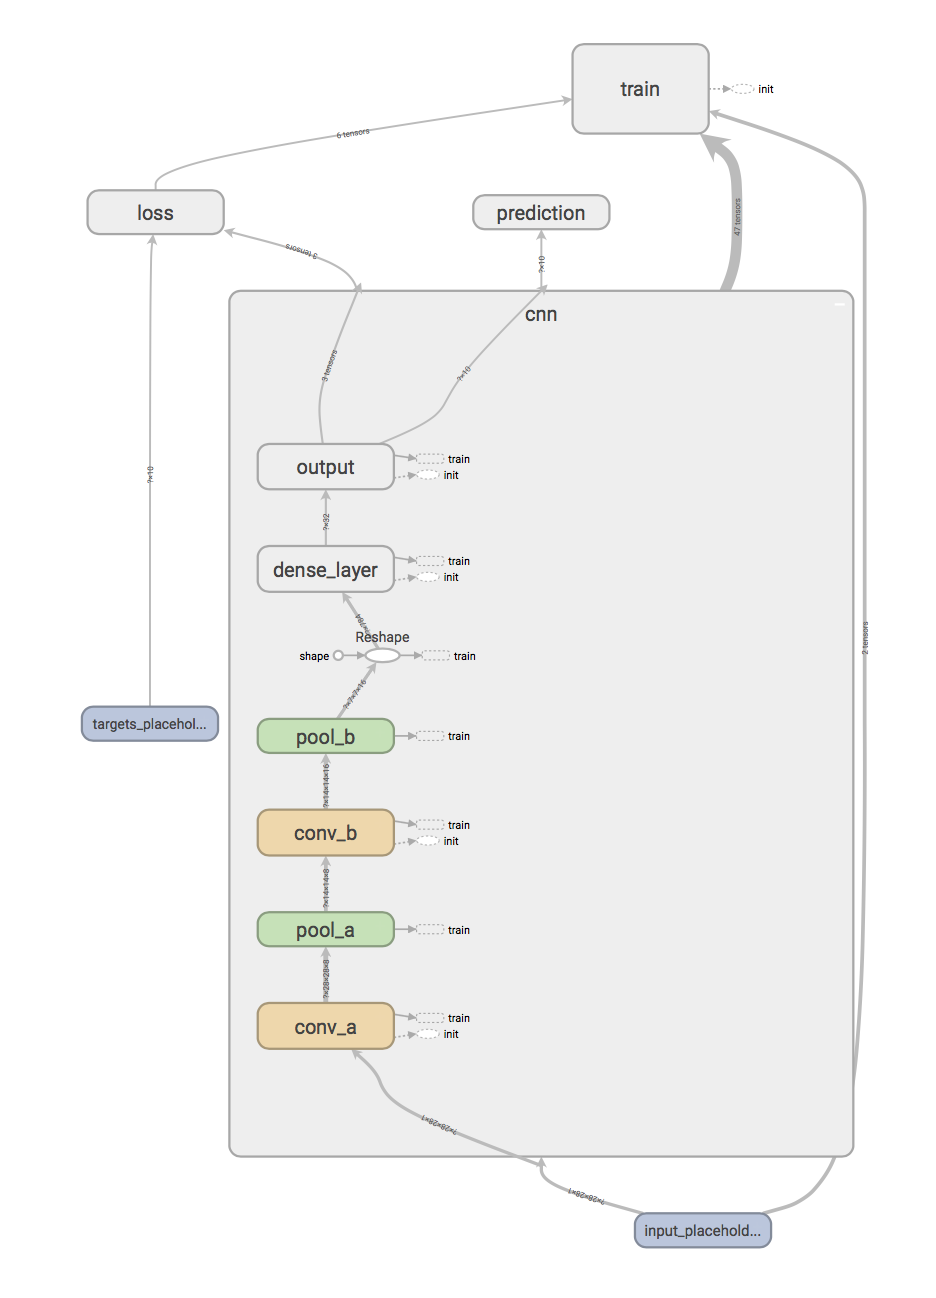 train
init
6 tensors
loss
prediction
47 tensors
3 tensors
?×10
cnn
3 tensors
?×10
output
train
init
?×10
?×32
dense_layer
train
init
?×784
Reshape
shape
train
2 tensors
?×7×7×16
targets_placehol...
pool_b
train
?×14×14×16
conv_b
train
init
?×14×14×8
pool_a
train
?×28×28×8
conv_a
train
init
?×28×28×1
?×28×28×1
input_placehold...